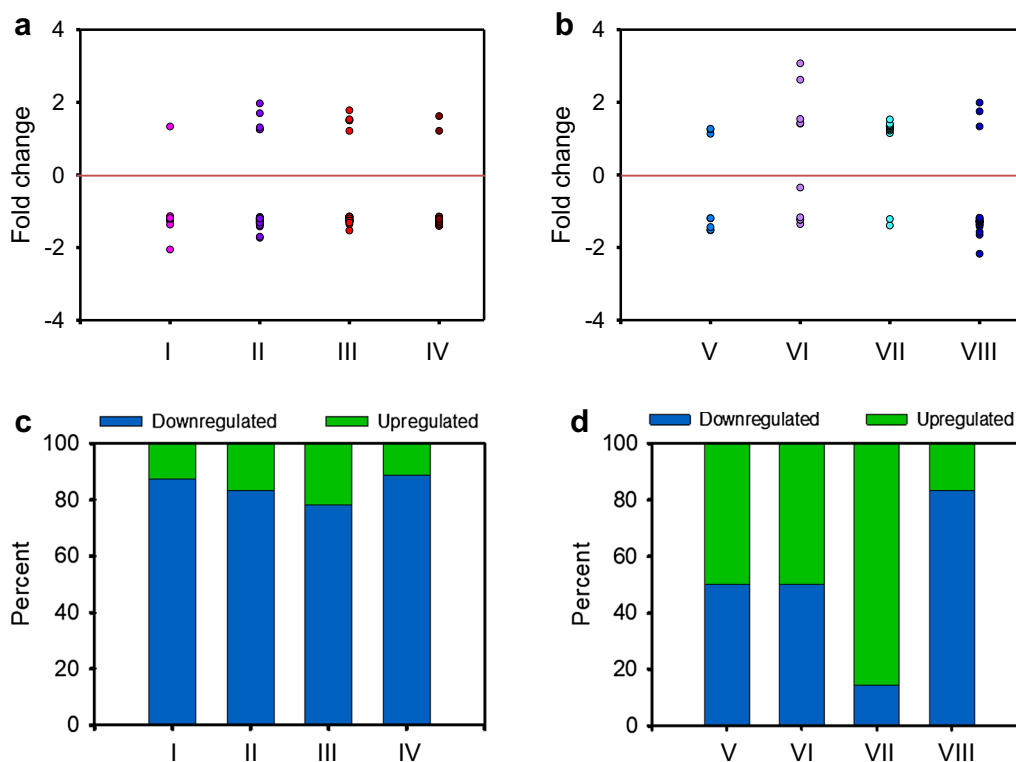 a
4
2
0
-2
-4
Fold change
I II III IV
b
4
2
0
-2
-4
Fold change
V VI VII VIII
c
Downregulated Upregulated
100
80
60
40
20
0
Percent
I II III IV
d
Downregulated Upregulated
100
80
60
40
20
0
Percent
V VI VII VIII